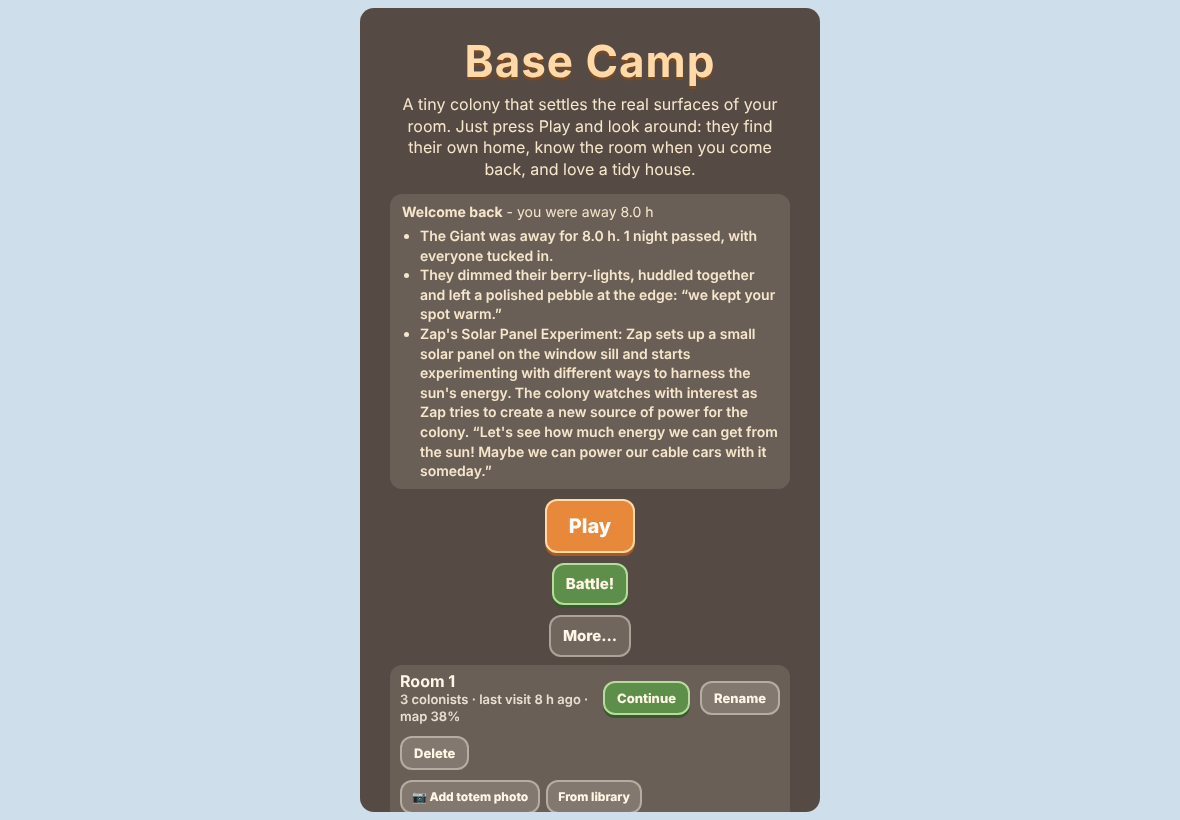 Base Camp
A tiny colony that settles the real surfaces of your
room. Just press Play and look around: they find
their own home, know the room when you come
back, and love a tidy house.
Welcome back - you were away 8.0 h
• The Giant was away for 8.0 h. 1 night passed, with
everyone tucked in.
• They dimmed their berry-lights, huddled together
and left a polished pebble at the edge: “we kept your
spot warm.”
• Zap's Solar Panel Experiment: Zap sets up a small
solar panel on the window sill and starts
experimenting with different ways to harness the
sun's energy. The colony watches with interest as
Zap tries to create a new source of power for the
colony. “Let's see how much energy we can get from
the sun! Maybe we can power our cable cars with it
someday.”
Play
Battle!
More...
Room 1
3 colonists · last visit 8 h ago ·
map 38%
Continue
Rename
Delete
📷 Add totem photo
From library